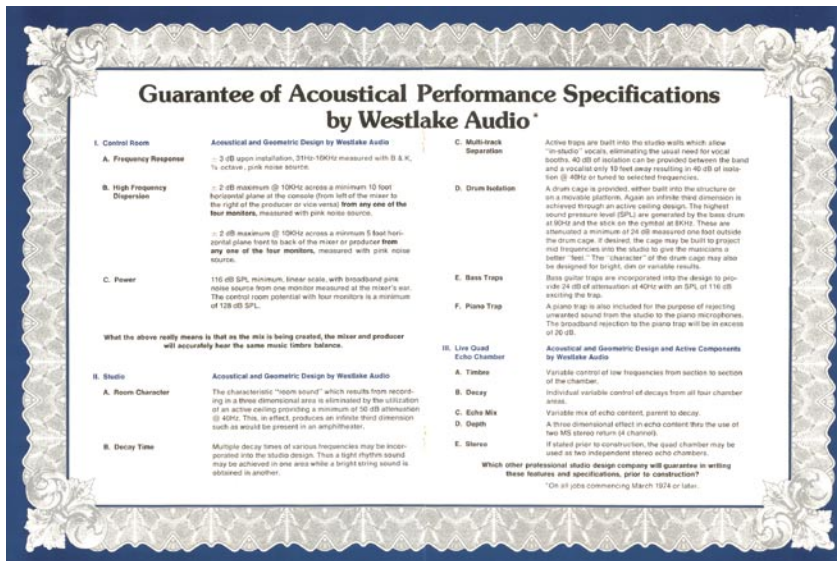 Guarantee of Acoustical Performance Specifications
by Westlake Audio*
I. Control Room
Acoustical and Geometric Design by Westlake Audio
A. Frequency Response
± 3 dB upon installation, 31Hz-16KHz measured with B & K,
octave, pink noise source.
B. High Frequency
Dispersion
± 2 dB maximum @ 10KHz across a minimum 10 foot
horizontal plane at the console (from left of the mixer to
the right of producer or vice versa) from any one of the
four monitors, measured with pink noise source.
± 2 dB maximum @ 10KHz across a minimum 5 foot hori-
zontal plane front to back of the mixer or producer from
any one of the four monitors, measured with pink noise
source.
C. Power
116 dB SPL minimum, linear scale, with broadband pink
noise source from one monitor measured at the mixer's ear.
The control room potential with four monitors is a minimum
of 128 dB SPL.
What the above really means is that as the mix is being created, the mixer and producer
will accurately hear the same music timbre balance.
II. Studio
Acoustical and Geometric Design by Westlake Audio
A. Room Character
The characteristic "room sound" which results from record-
ing in a three dimensional area is eliminated by the utilization
of an active ceiling providing a minimum of 50 dB attenuation
@ 40Hz. This, in effect, produces an infinite third dimension
such as would be present in an amphitheater.
B. Decay Time
Multiple decay times of various frequencies may be incor-
porated into the studio design. Thus a tight rhythm sound
may be achieved in one area while a bright string sound is
obtained in another.
C. Multi-track
Separation
Active traps are built into the studio walls which allow
"in-studio" vocals, eliminating the usual need for vocal
booths. 40 dB of isolation can be provided between the band
and a vocalist only 10 feet away resulting in 40 dB of isola-
tion @ 40Hz or tuned to selected frequencies.
D. Drum Isolation
A drum cage is provided, either built into the structure or
on a movable platform. Again an infinite third dimension is
achieved through an active ceiling design. The highest
sound pressure level (SPL) are generated by the bass drum
at 90Hz and the stick on the cymbal at 8KHz. These are
attenuated a minimum of 24 dB measured one foot outside
the drum cage. If desired, the cage may be built to project
mid frequencies into the studio to give the musicians a
better "feel." The "character" of the drum cage may also
be designed for bright, dim or variable results.
E. Bass Traps
Bass guitar traps are incorporated into the design to pro-
vide 24 dB of attenuation at 40Hz with an SPL of 116 dB
exciting the trap.
F. Piano Trap
A piano trap is also included for the purpose of rejecting
unwanted sound from the studio to the piano microphones.
The broadband rejection to the piano trap will be in excess
of 20 dB.
III. Live Quad
Echo Chamber
Acoustical and Geometric Design and Active Components
by Westlake Audio
A. Timbre
Variable control of low frequencies from section to section
of the chamber.
B. Decay
Individual variable control of decays from all four chamber
areas.
C. Echo Mix
Variable mix of echo content, parent to decay.
D. Depth
A three dimensional effect in echo content thru the use of
two MS stereo return (4 channel).
E. Stereo
If stated prior to construction, the quad chamber may be
used as two independent stereo echo chambers.
Which other professional studio design company will guarantee in writing
these features and specifications, prior to construction?
*On all jobs commencing March 1974 or later.